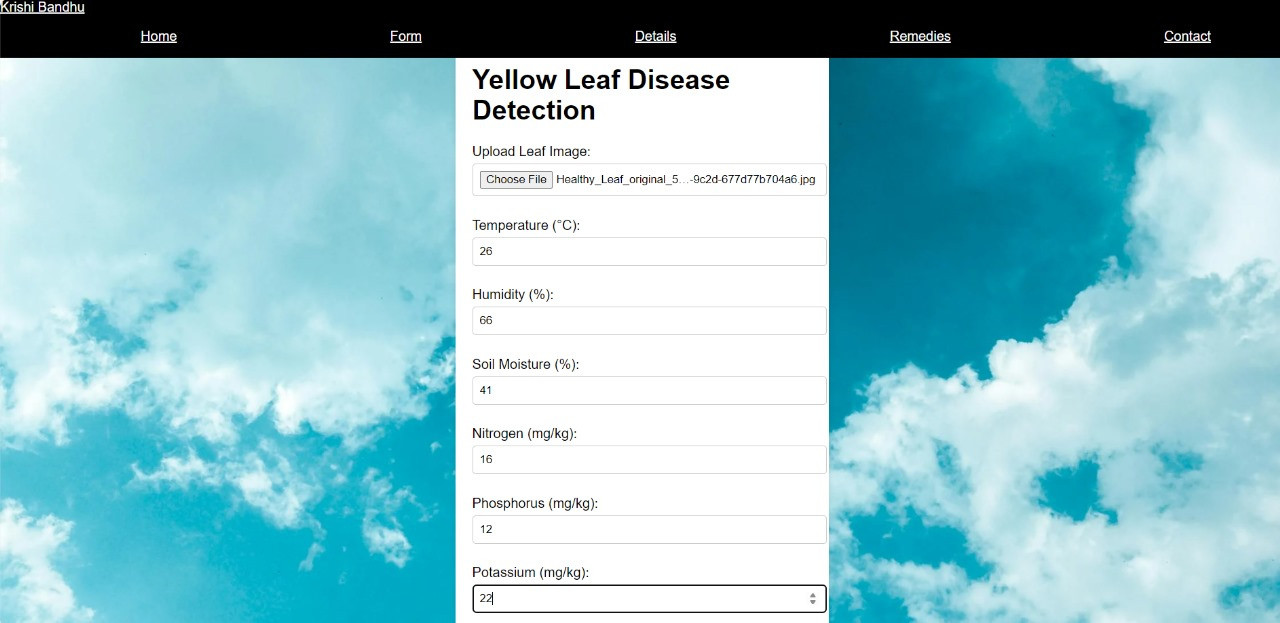 Krishi Bandhu
Home Form Details Remedies Contact
Yellow Leaf Disease
Detection
Upload Leaf Image:
Choose File Healthy_Leaf_original_5...-9c2d-677d77b704a6.jpg
Temperature (°C):
26
Humidity (%):
66
Soil Moisture (%):
41
Nitrogen (mg/kg):
16
Phosphorus (mg/kg):
12
Potassium (mg/kg):
22